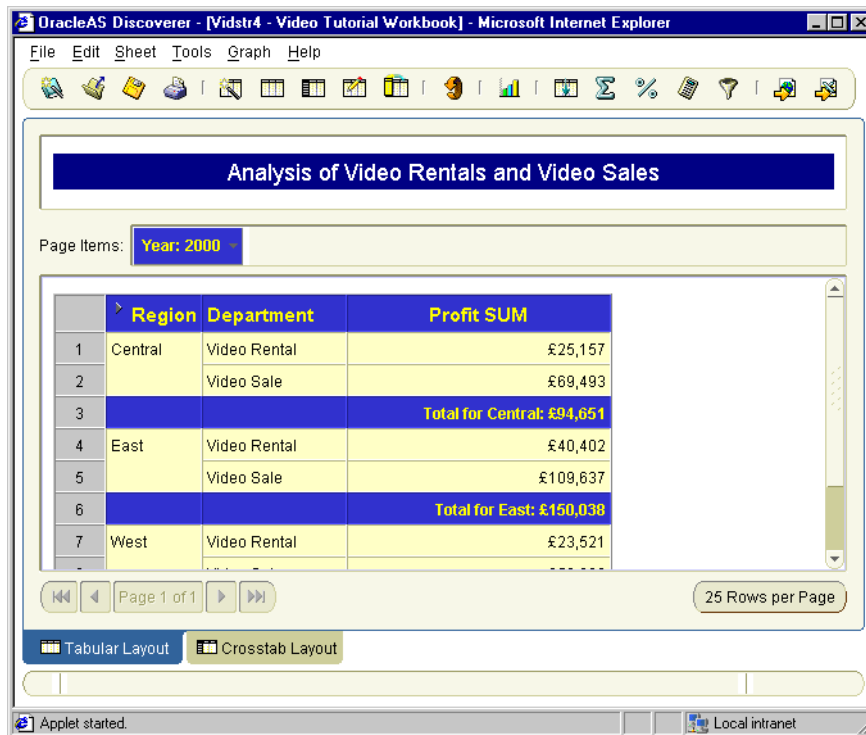 OracleAS Discoverer - [Vidstr4 - Video Tutorial Workbook] - Microsoft Internet Explorer
File Edit Sheet Tools Graph Help
Analysis of Video Rentals and Video Sales
Page Items: Year: 2000
Region Department Profit SUM
1 Central Video Rental £25,157
2 Video Sale £69,493
3 Total for Central: £94,651
4 East Video Rental £40,402
5 Video Sale £109,637
6 Total for East: £150,038
7 West Video Rental £23,521
Page 1 of 1 25 Rows per Page
Tabular Layout Crosstab Layout
Applet started. Local intranet